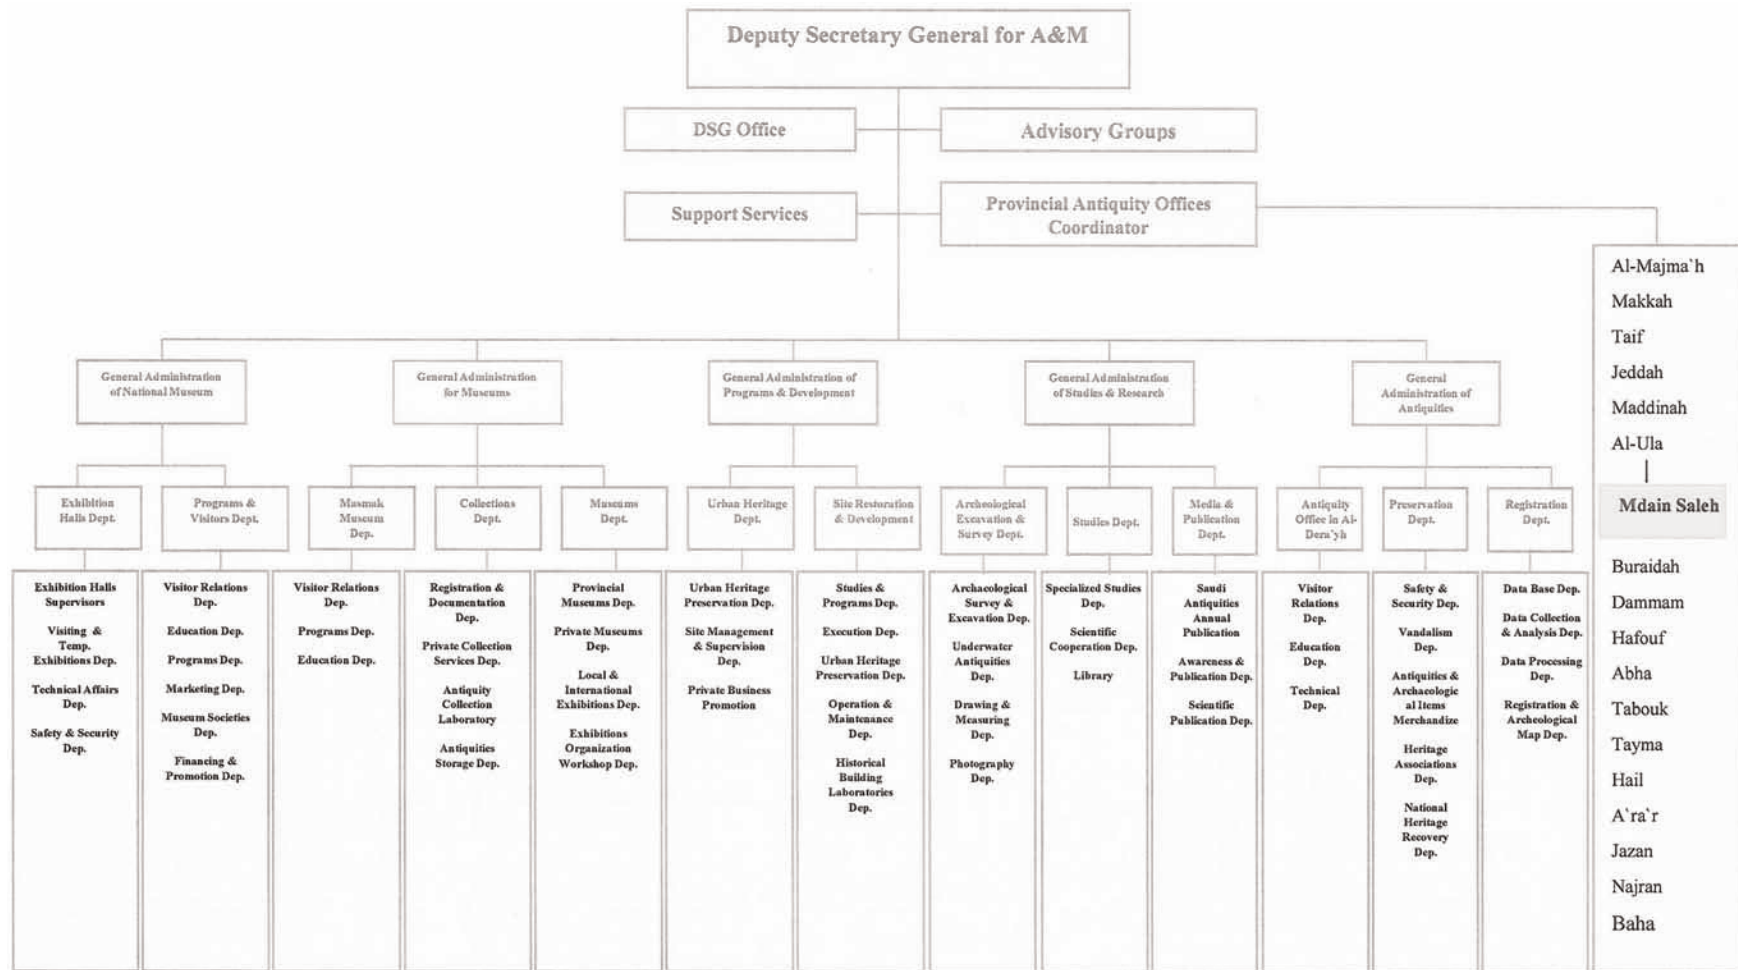 Deputy Secretary General for A&M
DSG Office
Advisory Groups
Support Services
Provincial Antiquity Offices
Coordinator
General Administration
of National Museum
General Administration
for Museums
General Administration of
Programs & Development
General Administration
of Studies & Research
General
Administration of
Antiquities
Exhibition
Halls Dept.
Programs &
Visitors Dept.
Masmak
Museum
Dep.
Collections
Dept.
Museums
Dept.
Urban Heritage
Dept.
Site Restoration
& Development
Archeological
Excavation &
Survey Dept.
Studies Dept.
Media &
Publication
Dept.
Antiquity
Office in Al-
Dera'yh
Preservation
Dept.
Registration
Dept.
Exhibition Halls
Supervisors
Visiting &
Temp.
Exhibitions Dep.
Technical Affairs
Dep.
Safety & Security
Dep.
Visitor Relations
Dep.
Education Dep.
Programs Dep.
Marketing Dep.
Museum Societies
Dep.
Financing &
Promotion Dep.
Visitor Relations
Dep.
Programs Dep.
Education Dep.
Registration &
Documentation
Dep.
Private Collection
Services Dep.
Antiquity
Collection
Laboratory
Antiquities
Storage Dep.
Provincial
Museums Dep.
Private Museums
Dep.
Local &
International
Exhibitions Dep.
Exhibitions
Organization
Workshop Dep.
Urban Heritage
Preservation Dep.
Site Management
& Supervision
Dep.
Private Business
Promotion
Studies &
Programs Dep.
Execution Dep.
Urban Heritage
Preservation Dep.
Operation &
Maintenance
Dep.
Historical
Building
Laboratories
Dep.
Archaeological
Survey &
Excavation Dep.
Underwater
Antiquities
Dep.
Drawing &
Measuring
Dep.
Photography
Dep.
Specialized Studies
Dep.
Scientific
Cooperation Dep.
Library
Saudi
Antiquities
Annual
Publication
Awareness &
Publication Dep.
Scientific
Publication Dep.
Visitor
Relations
Dep.
Education
Dep.
Technical
Dep.
Safety &
Security Dep.
Vandalism
Dep.
Antiquities &
Archaeologic
al Items
Merchandize
Heritage
Associations
Dep.
National
Heritage
Recovery
Dep.
Data Base Dep.
Data Collection
& Analysis Dep.
Data Processing
Dep.
Registration &
Archeological
Map Dep.
Al-Majma`h
Makkah
Taif
Jeddah
Maddinah
Al-Ula
Mdain Saleh
Buraidah
Dammam
Hafouf
Abha
Tabouk
Tayma
Hail
A`ra`r
Jazan
Najran
Baha